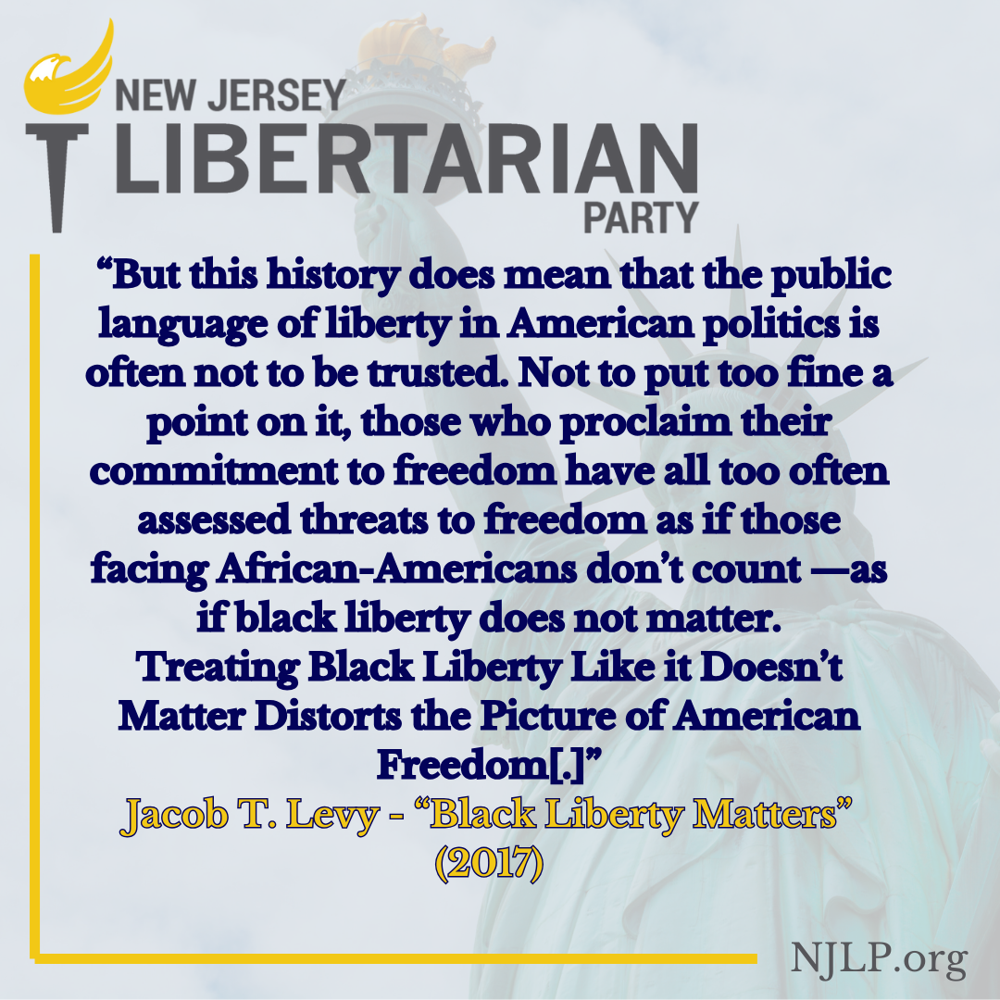 NEW JERSEY
LIBERTARIAN
PARTY
“But this history does mean that the public
language of liberty in American politics is
often not to be trusted. Not to put too fine a
point on it, those who proclaim their
commitment to freedom have all too often
assessed threats to freedom as if those
facing African-Americans don’t count —as
if black liberty does not matter.
Treating Black Liberty Like it Doesn’t
Matter Distorts the Picture of American
Freedom[.]”
Jacob T. Levy - “Black Liberty Matters”
(2017)
NJLP.org